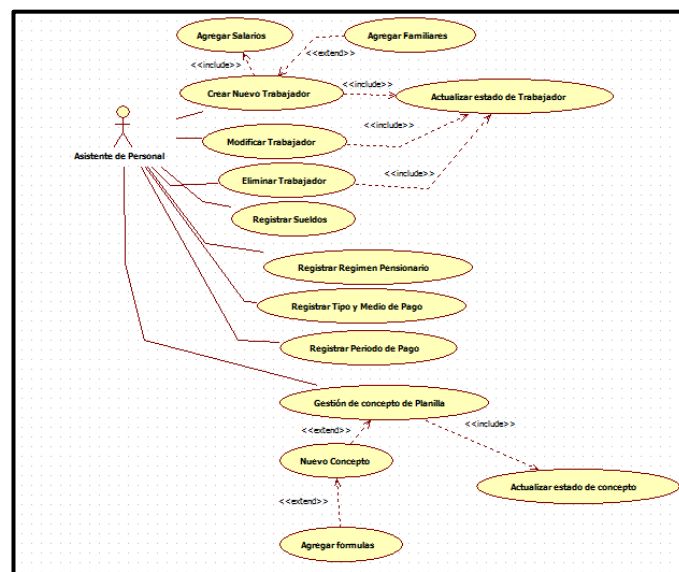 Agregar Salarios
Agregar Familiares
<<extend>>
<<include>>
<<include>>
Crear Nuevo Trabajador
Actualizar estado de Trabajador
<<include>>
Modificar Trabajador
Asistente de Personal
<<include>>
Eliminar Trabajador
Registrar Sueldos
Registrar Regimen Pensionario
Registrar Tipo y Medio de Pago
Registrar Periodo de Pago
Gestión de concepto de Planilla
<<extend>>
<<include>>
Nuevo Concepto
Actualizar estado de concepto
<<extend>>
Agregar formulas